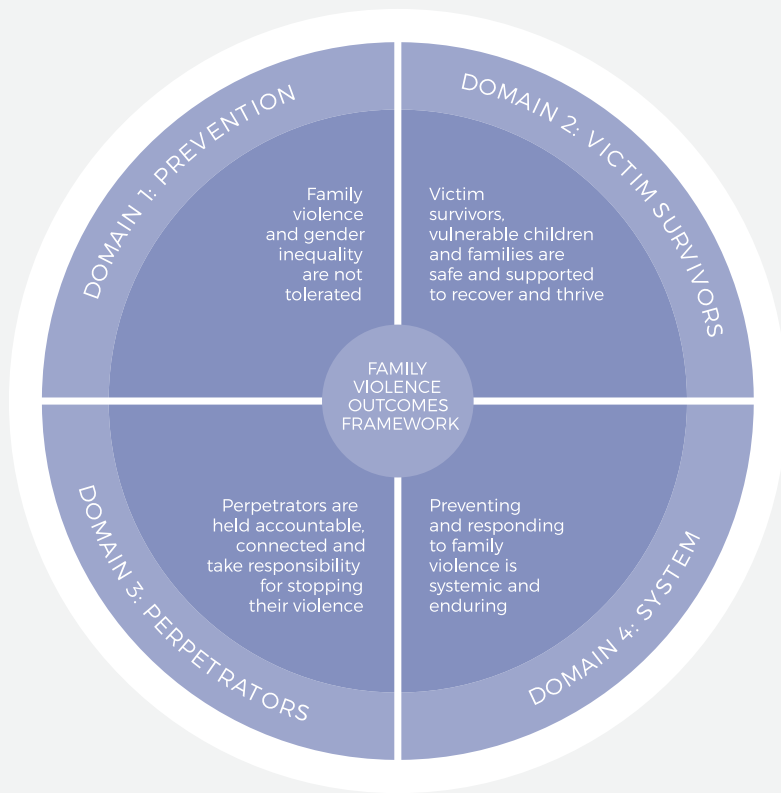 DOMAIN 1: PREVENTION
Family
violence
and gender
inequality
are not
tolerated
DOMAIN 2: VICTIM SURVIVORS
Victim
survivors,
vulnerable children
and families are
safe and supported
to recover and thrive
FAMILY
VIOLENCE
OUTCOMES
FRAMEWORK
DOMAIN 3: PERPETRATORS
Perpetrators are
held accountable,
connected and
take responsibility
for stopping
their violence
DOMAIN 4: SYSTEM
Preventing
and responding
to family
violence is
systemic and
enduring